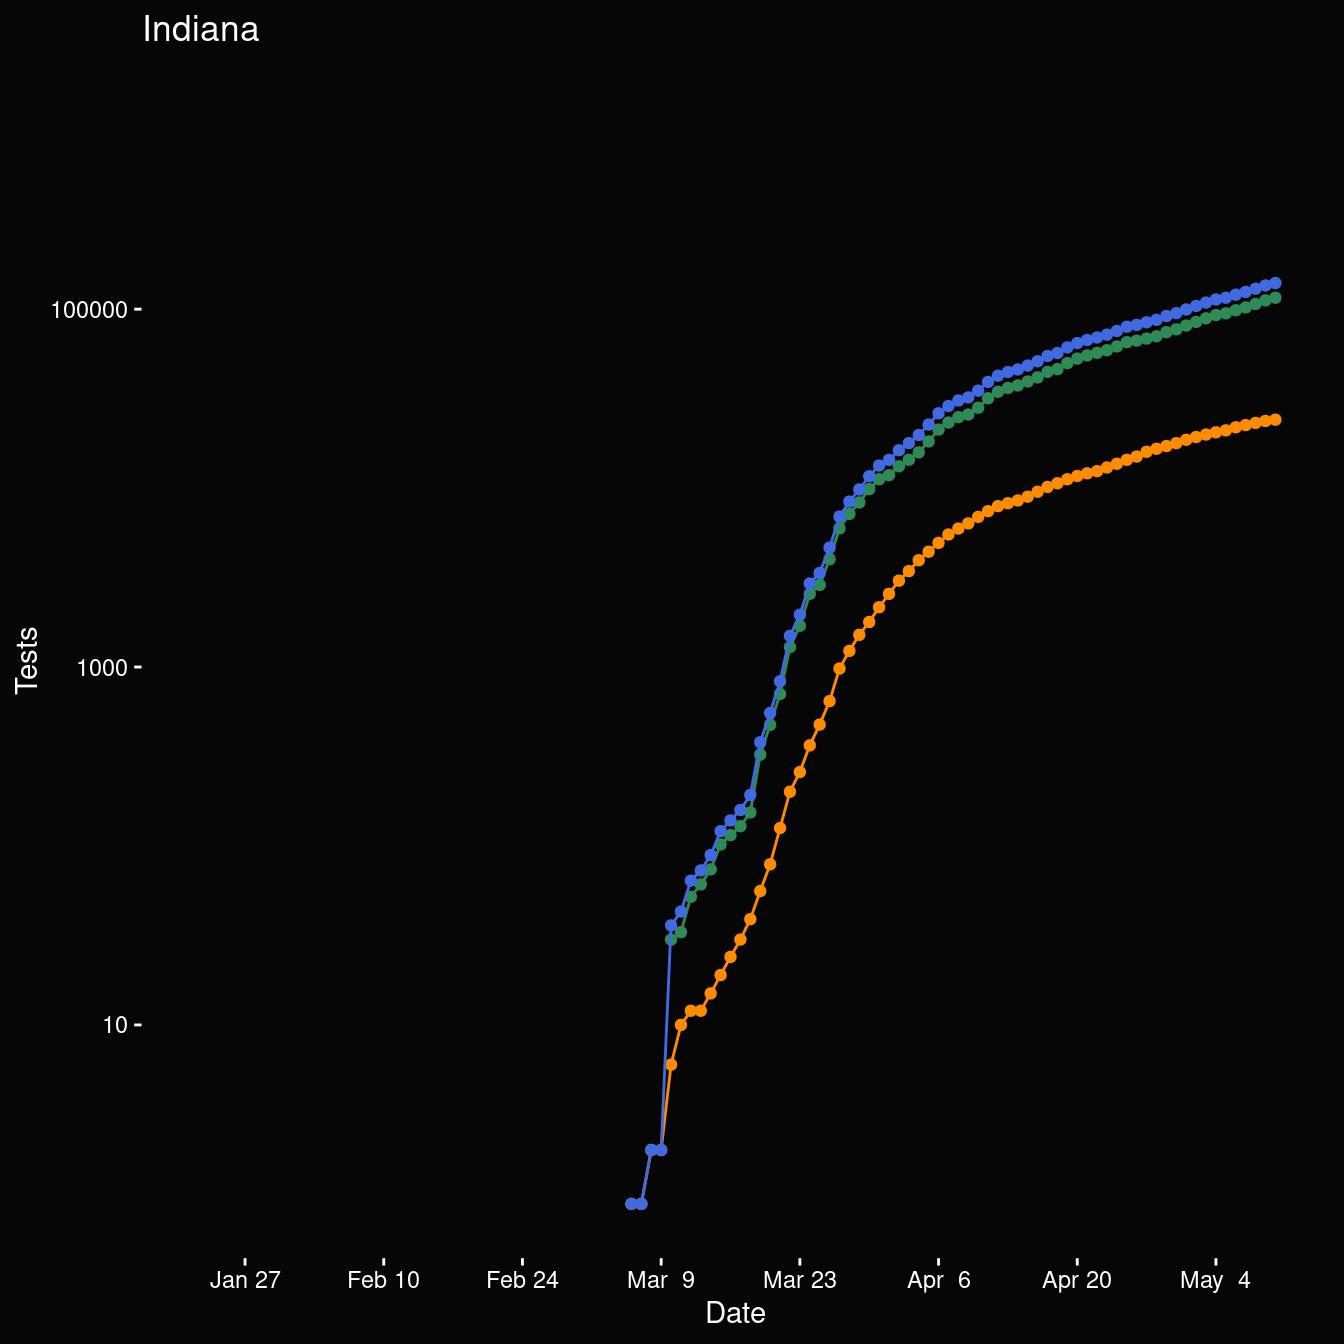 Indiana
100000
1000
10
Tests
Jan 27
Feb 10
Feb 24
Mar  9
Mar 23
Apr  6
Apr 20
May  4
Date